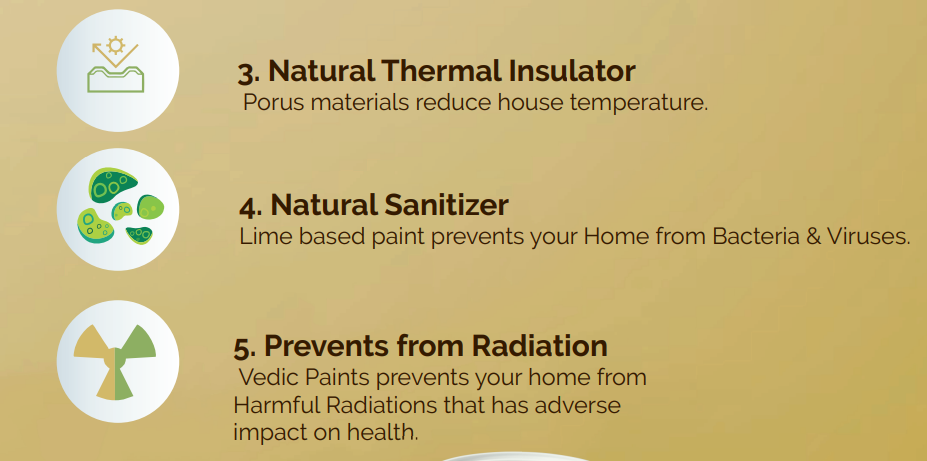 3. Natural Thermal Insulator
Porus materials reduce house temperature.
4. Natural Sanitizer
Lime based paint prevents your Home from Bacteria & Viruses.
5. Prevents from Radiation
Vedic Paints prevents your home from
Harmful Radiations that has adverse
impact on health.